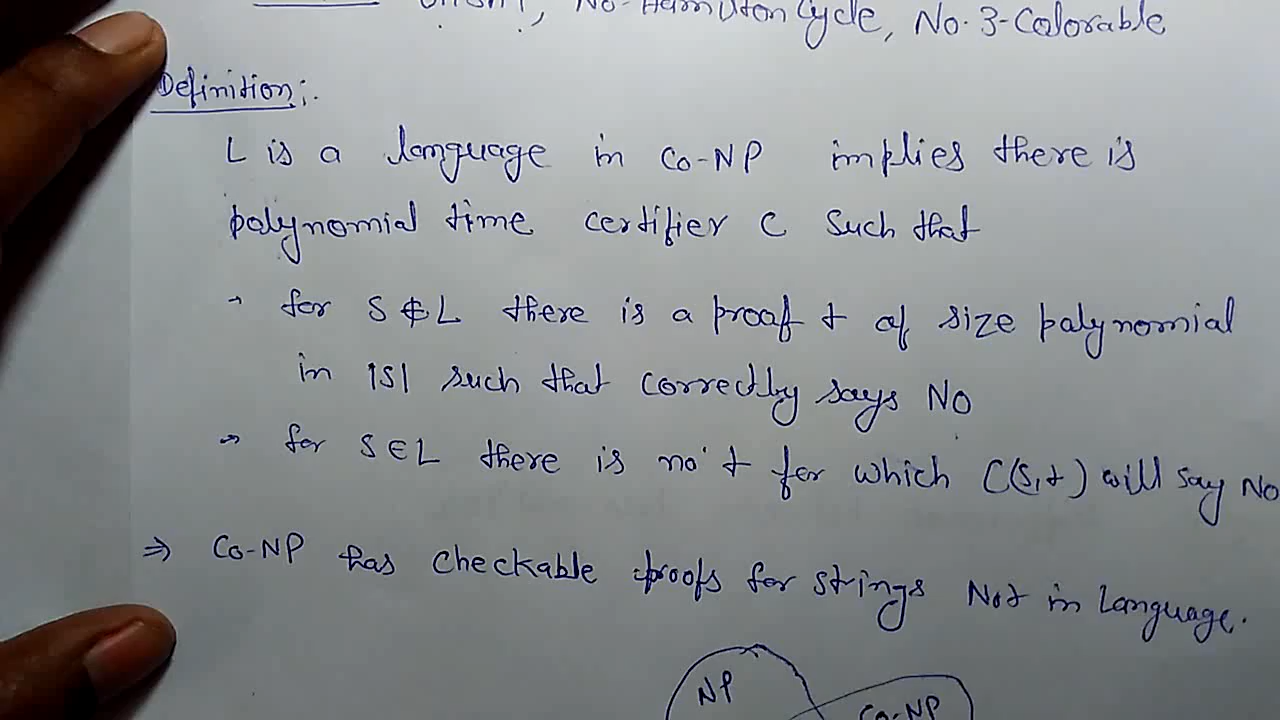 No-Hamilton Cycle, No. 3-Colorable
Definition:.
L is a language in Co-NP implies there is
polynomial time certifier C such that
→ for S ∉ L there is a proof t of size polynomial
in |S| such that correctly says No
→ for S ∈ L there is no t for which C(s,t) will say No
⇒ Co-NP has checkable proofs for strings Not in Language.
NP
Co-NP